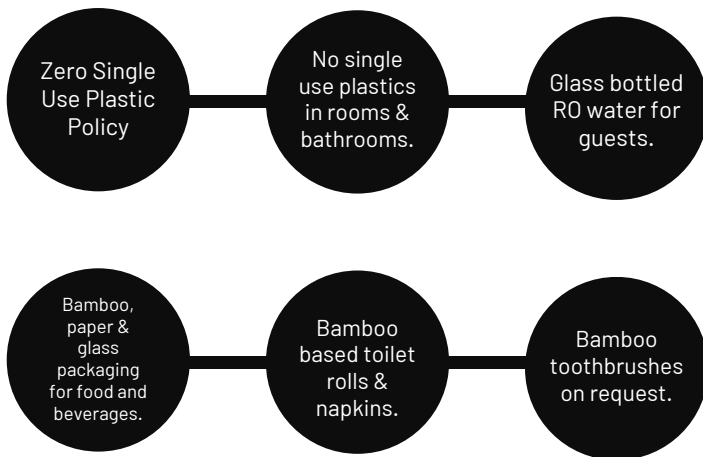 Zero Single
Use Plastic
Policy
No single
use plastics
in rooms &
bathrooms.
Glass bottled
RO water for
guests.
Bamboo,
paper &
glass
packaging
for food and
beverages.
Bamboo
based toilet
rolls &
napkins.
Bamboo
toothbrushes
on request.